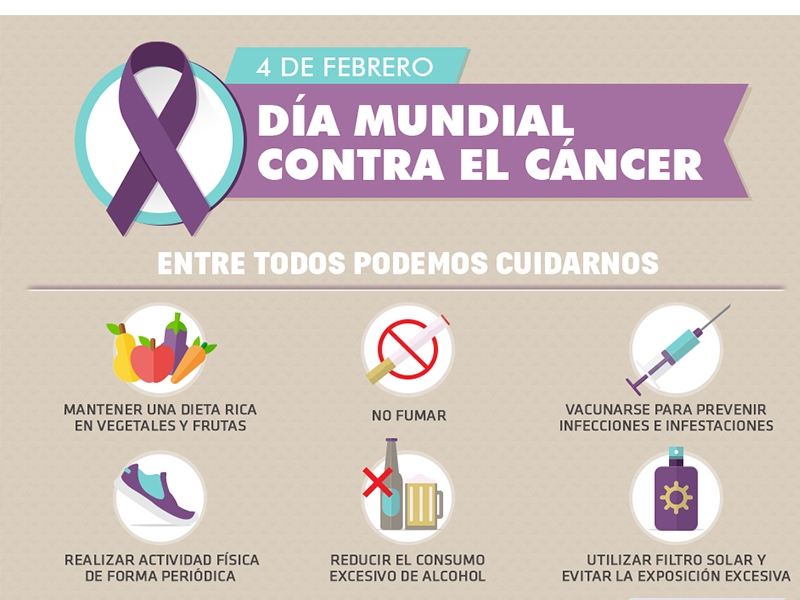 4 DE FEBRERO
DÍA MUNDIAL
CONTRA EL CÁNCER
ENTRE TODOS PODEMOS CUIDARNOS
MANTENER UNA DIETA RICA
EN VEGETALES Y FRUTAS
NO FUMAR
VACUNARSE PARA PREVENIR
INFECCIONES E INFESTACIONES
REALIZAR ACTIVIDAD FÍSICA
DE FORMA PERIÓDICA
REDUCIR EL CONSUMO
EXCESIVO DE ALCOHOL
UTILIZAR FILTRO SOLAR Y
EVITAR LA EXPOSICIÓN EXCESIVA